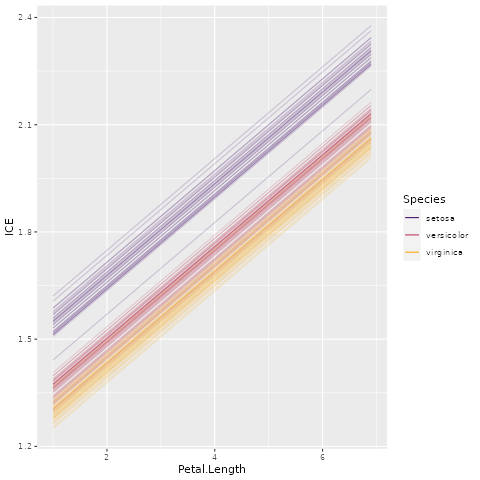 2.4
2.1
1.8
1.5
1.2
ICE
2
4
6
Petal.Length
Species
setosa
versicolor
virginica